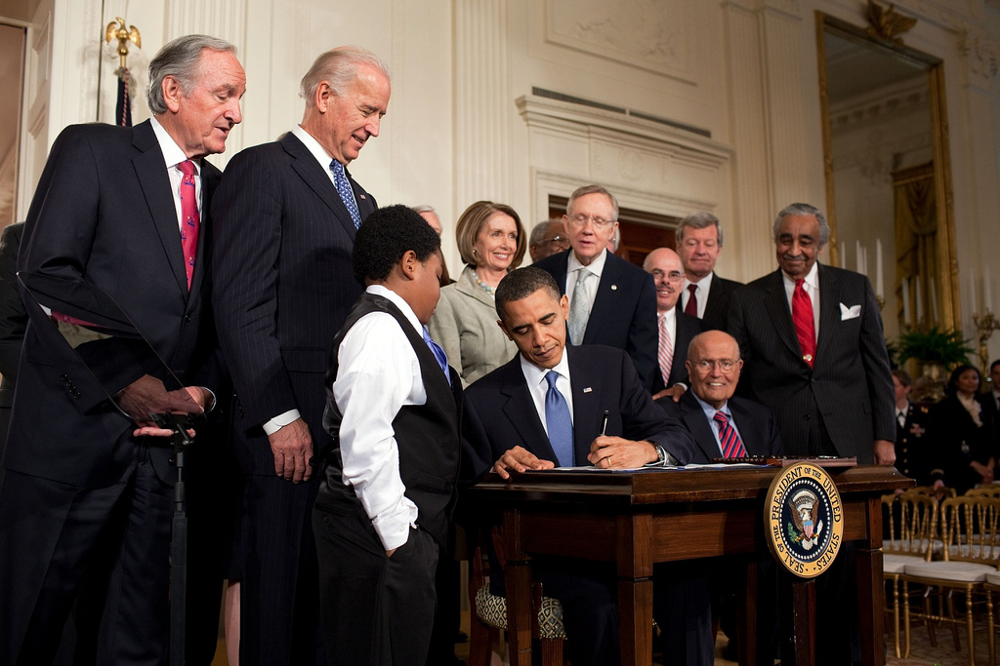 SEAL OF THE PRESIDENT OF THE UNITED STATES